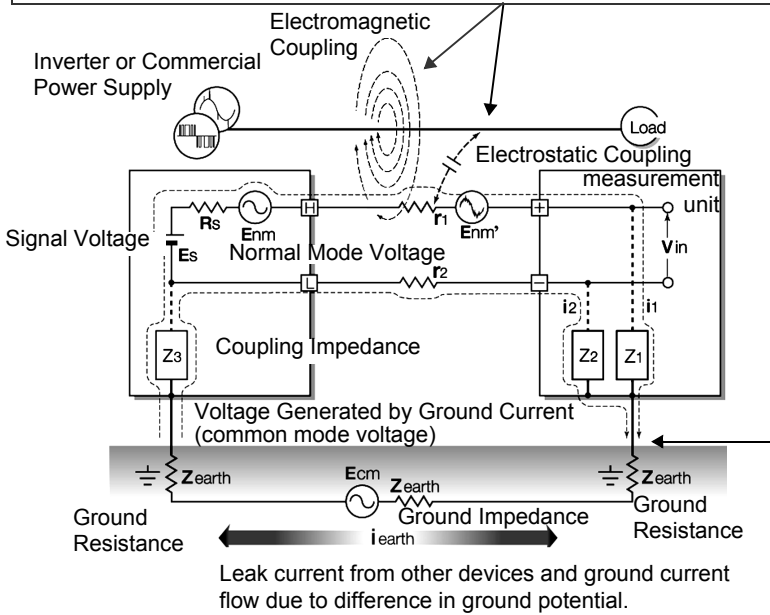 Electromagnetic
Coupling
Inverter or Commercial
Power Supply
Load
Electrostatic Coupling
measurement
unit
H
r1
+
Rs
Enm
Enm'
Signal Voltage
Es
Normal Mode Voltage
Vin
r2
L
−
i2
i1
Z3
Coupling Impedance
Z2
Z1
Voltage Generated by Ground Current
(common mode voltage)
Zearth
Ecm
Zearth
Zearth
Ground
Resistance
Ground Impedance
Ground
Resistance
iearth
Leak current from other devices and ground current
flow due to difference in ground potential.